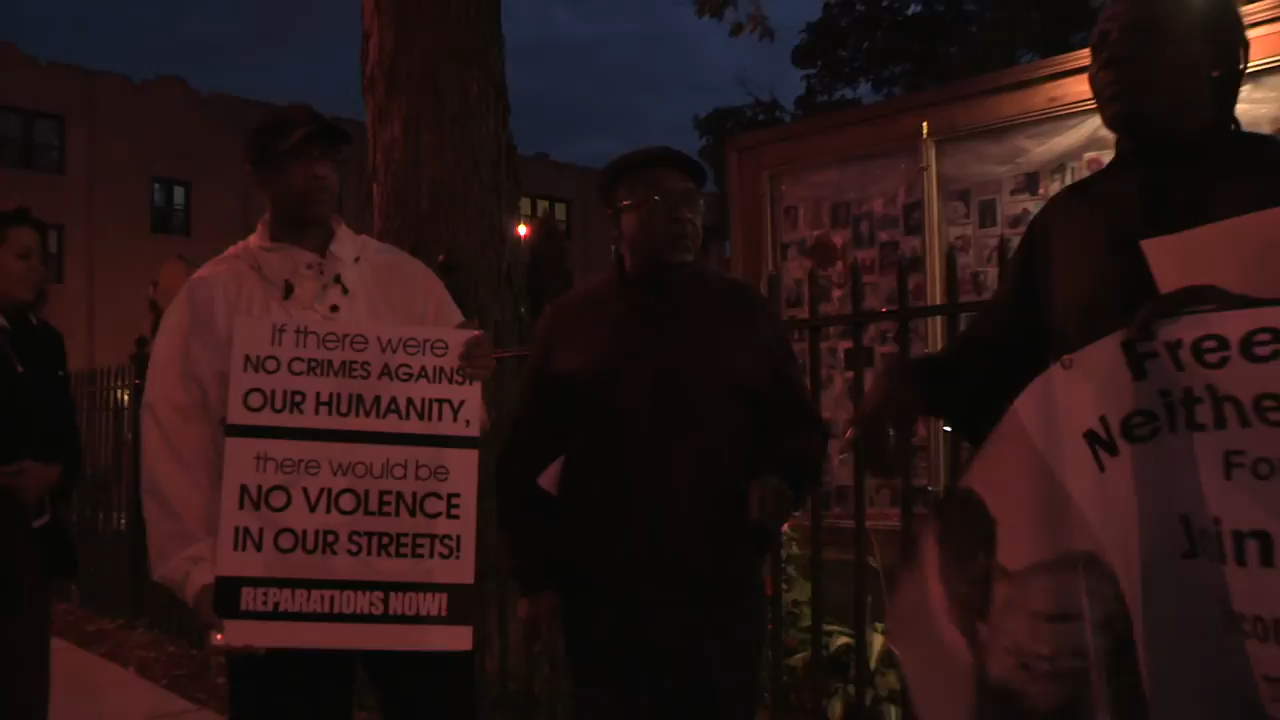 If there were
NO CRIMES AGAINST
OUR HUMANITY,
there would be
NO VIOLENCE
IN OUR STREETS!
REPARATIONS NOW!
Free
Neithe
Fo